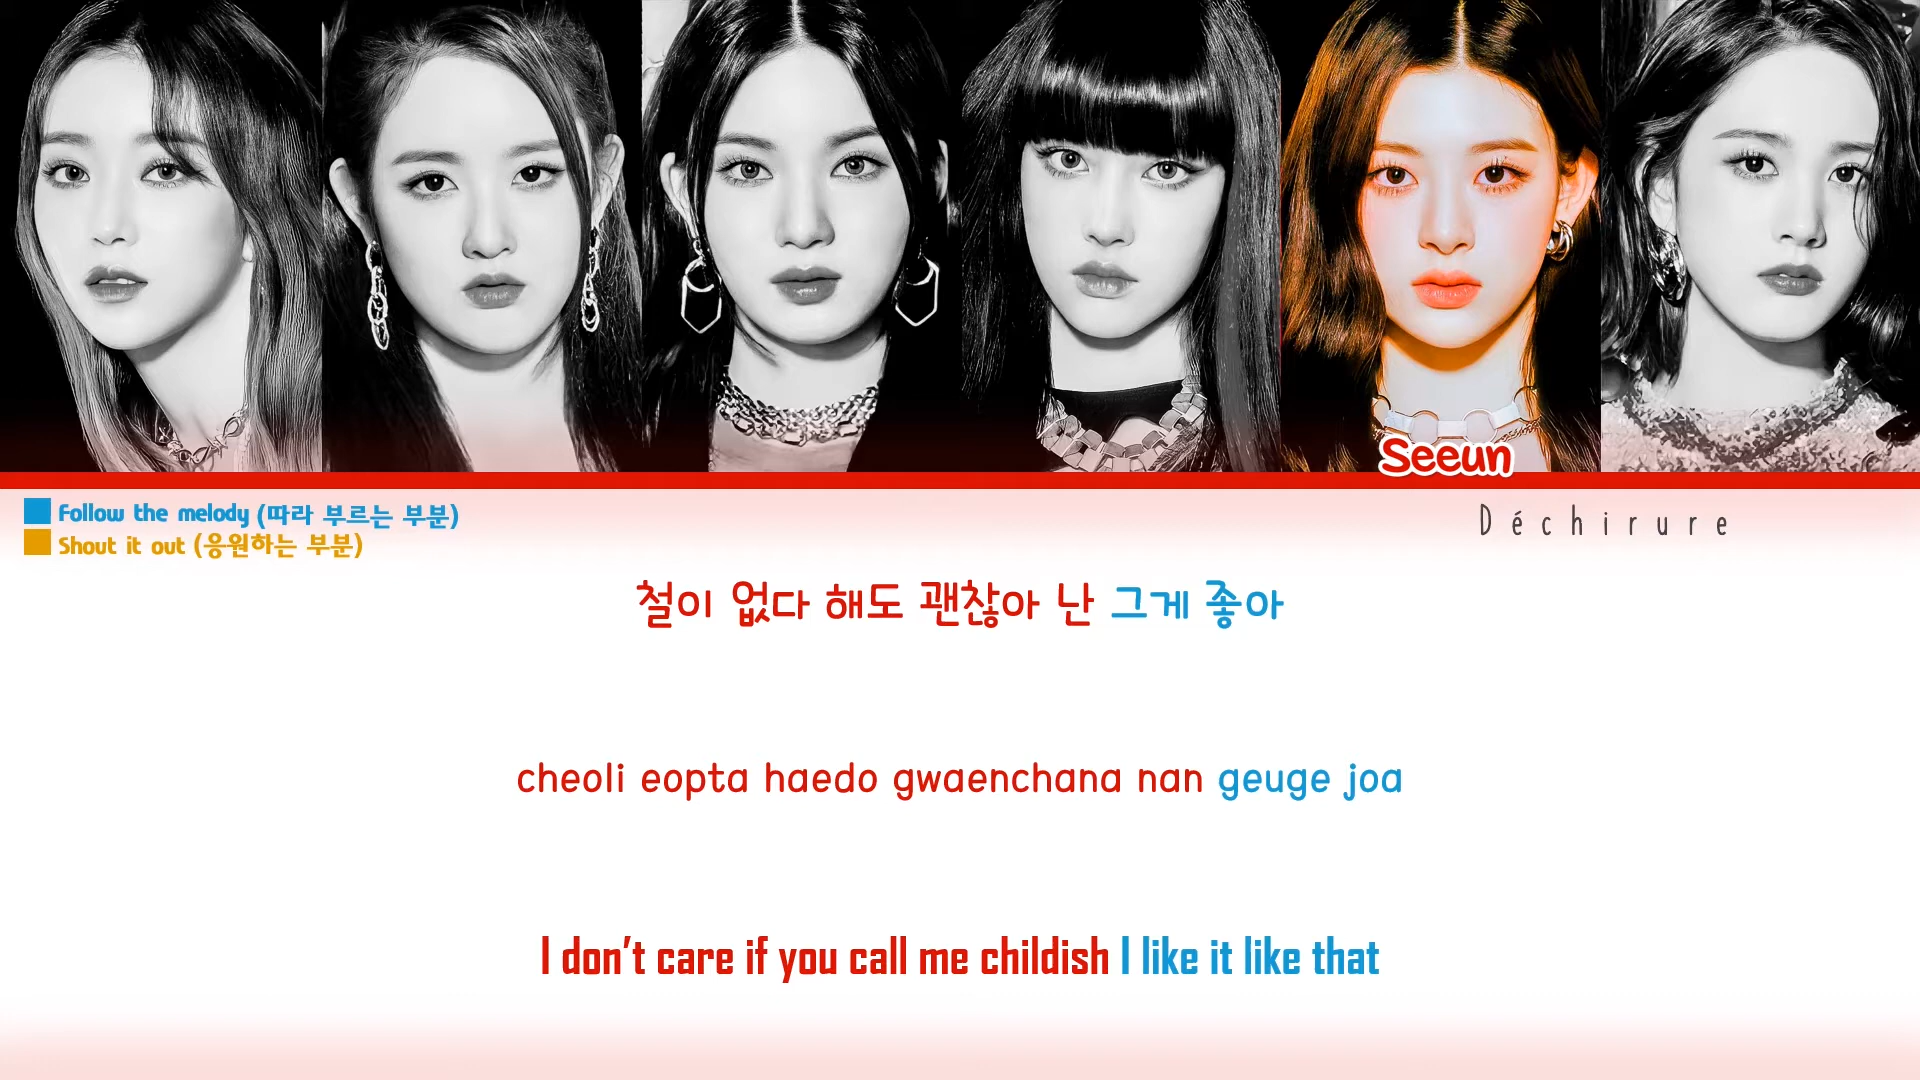 Seeun
Follow the melody (따라 부르는 부분)
Shout it out (응원하는 부분)
Déchirure
철이 없다 해도 괜찮아 난 그게 좋아
cheoli eopta haedo gwaenchana nan geuge joa
I don't care if you call me childish I like it like that